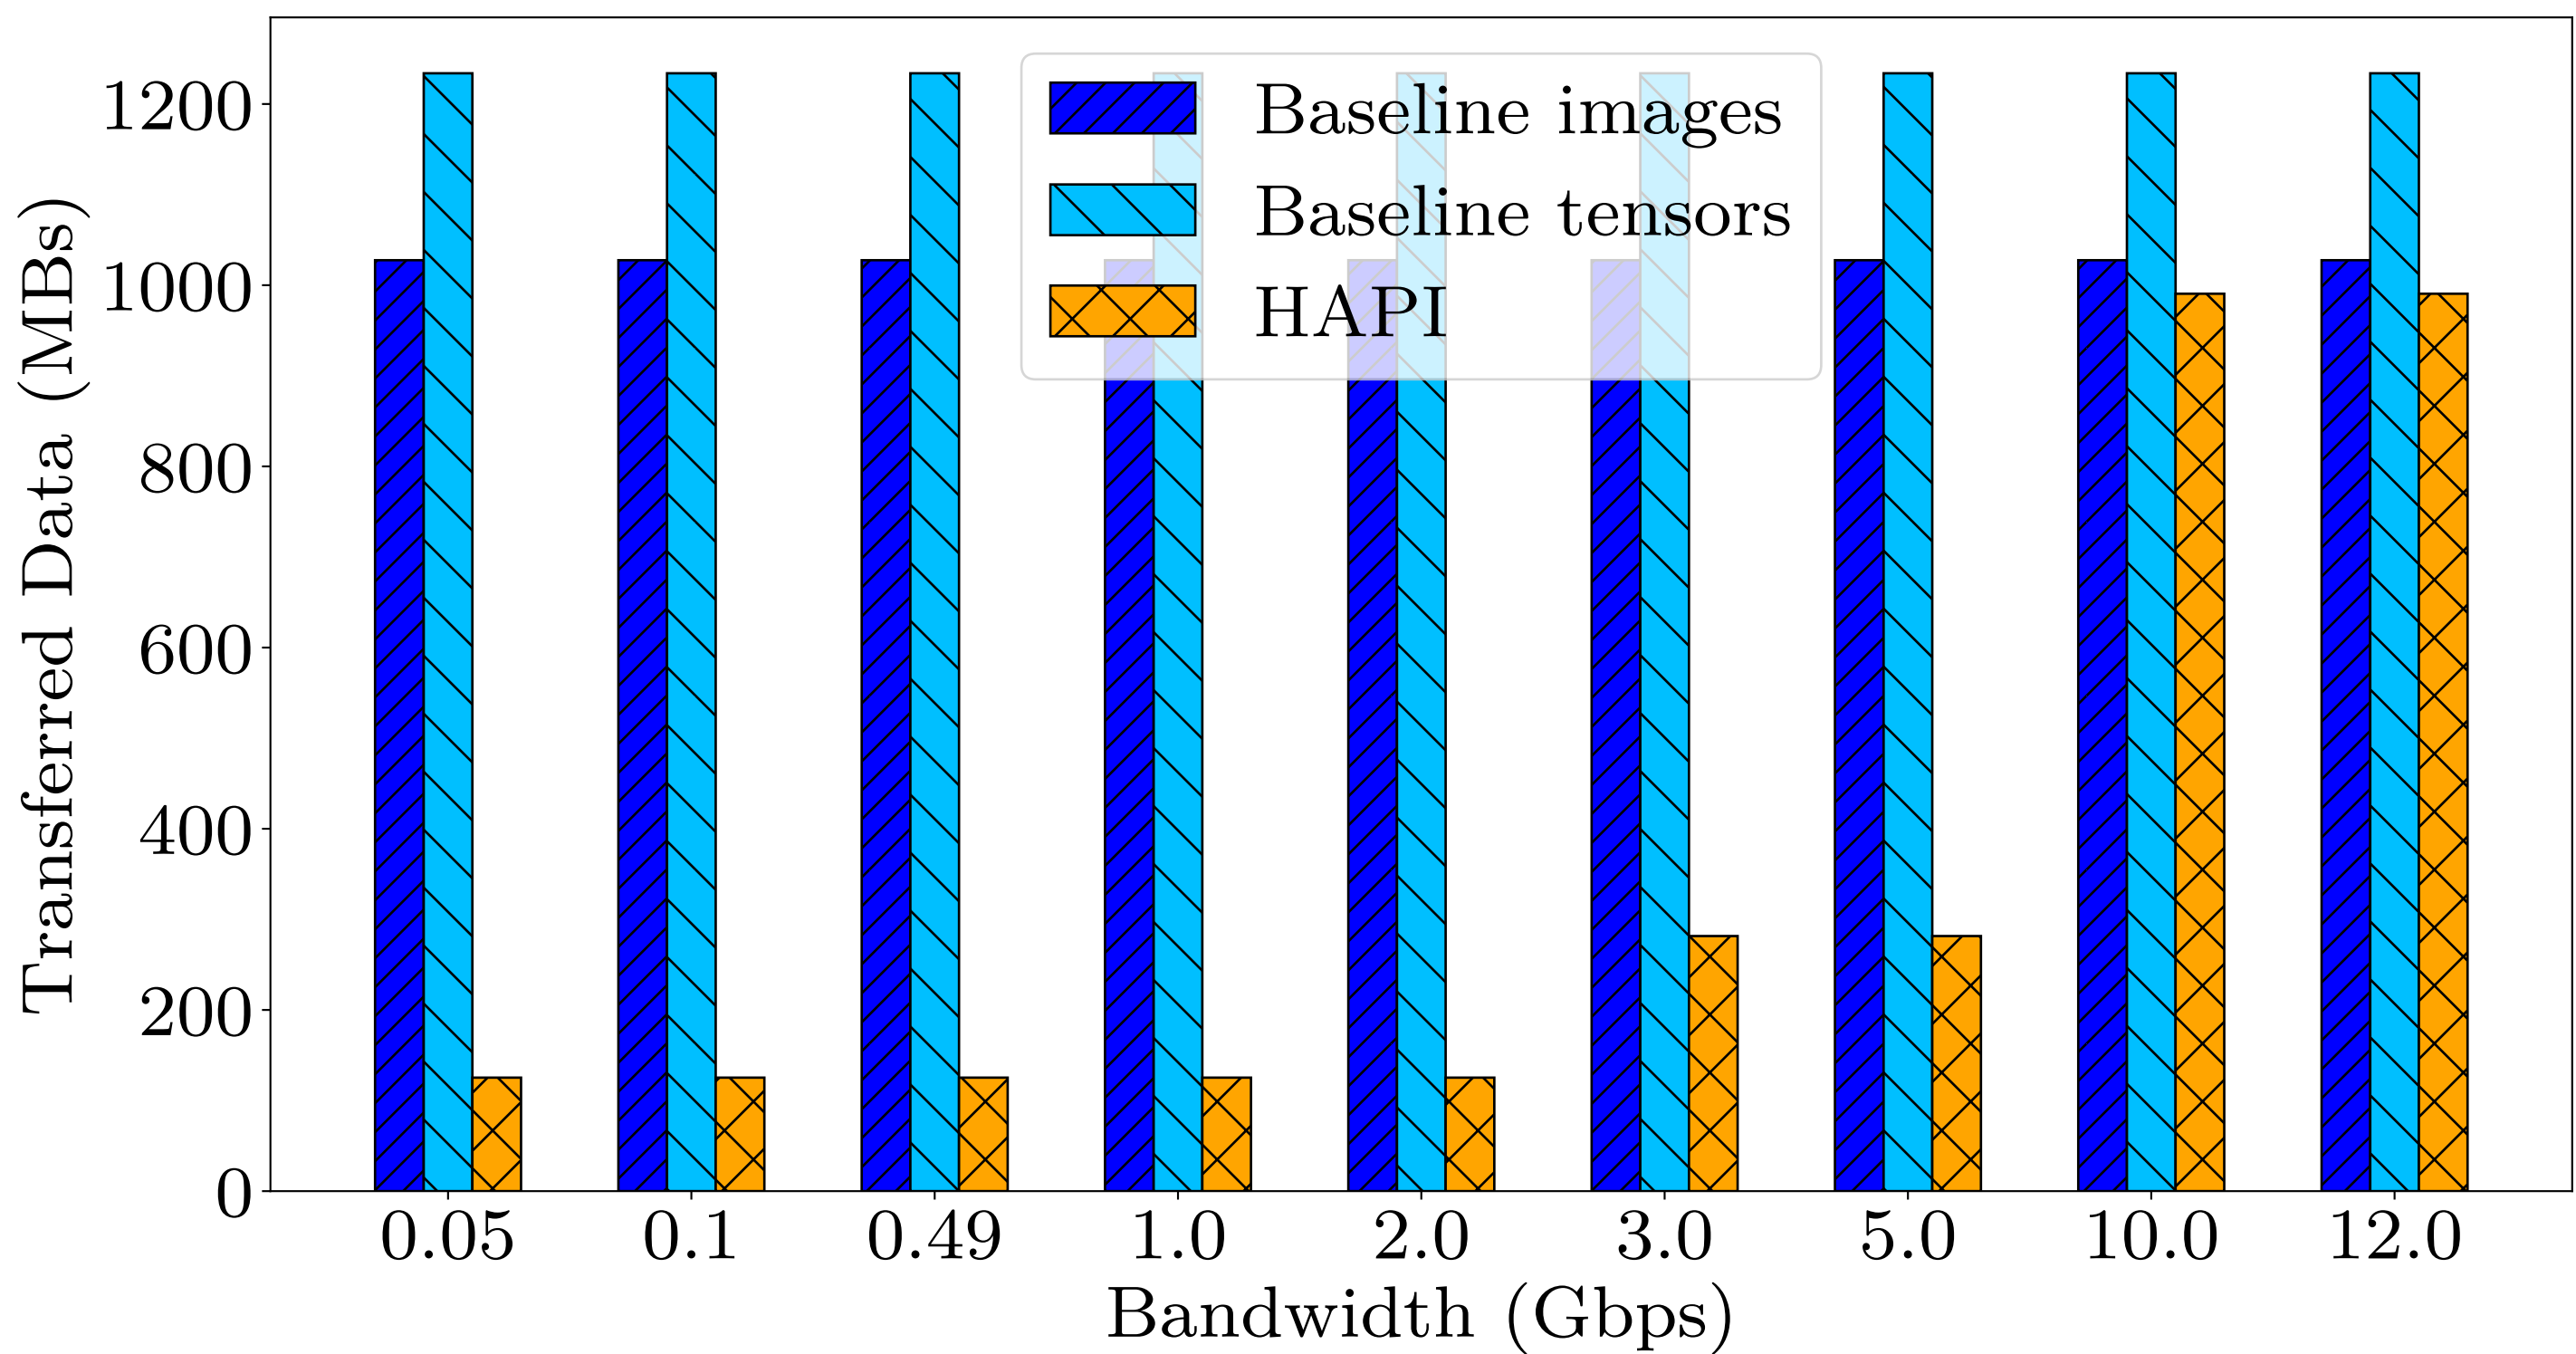 Transferred Data (MBs)
1200
1000
800
600
400
200
0
Baseline images
Baseline tensors
HAPI
0.05 0.1 0.49 1.0 2.0 3.0 5.0 10.0 12.0
Bandwidth (Gbps)